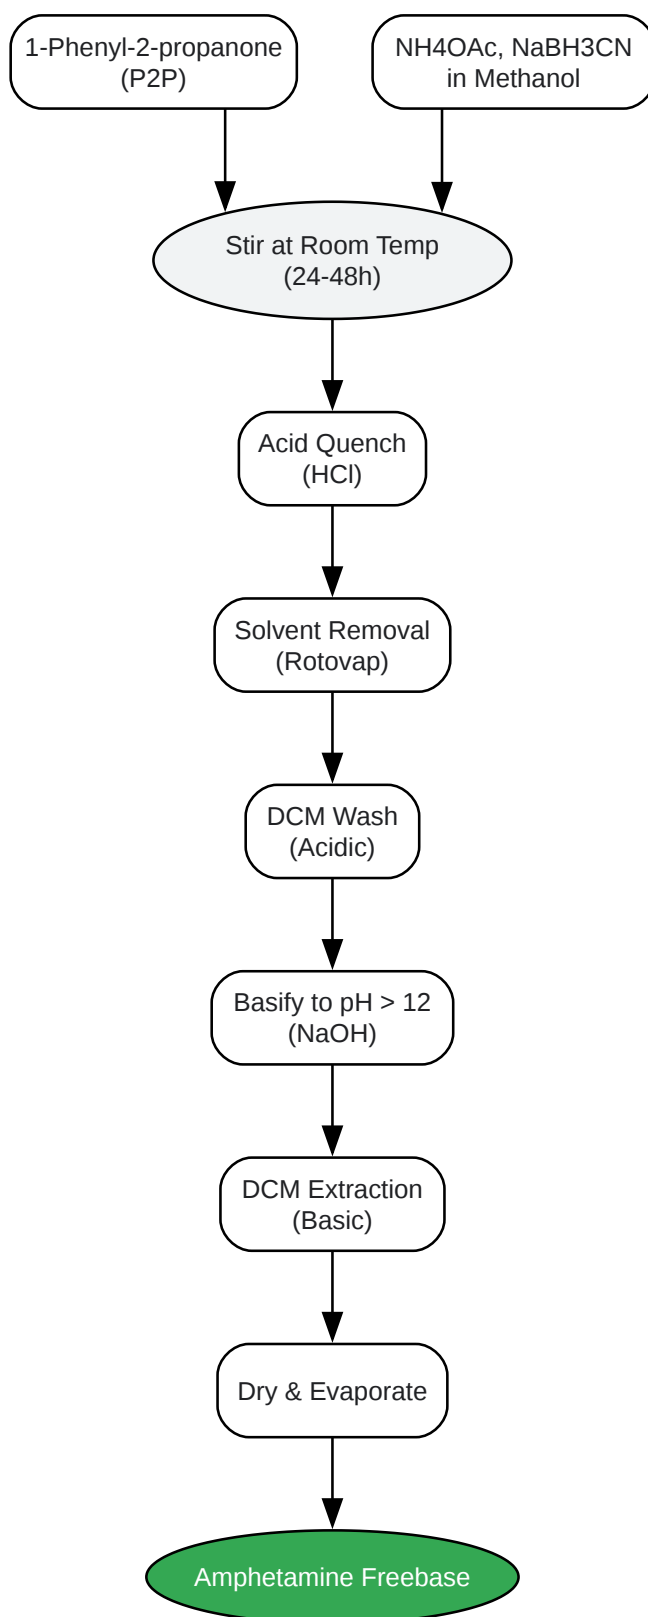 1-Phenyl-2-propanone
(P2P)
NH4OAc, NaBH3CN
in Methanol
Stir at Room Temp
(24-48h)
Acid Quench
(HCl)
Solvent Removal
(Rotovap)
DCM Wash
(Acidic)
Basify to pH > 12
(NaOH)
DCM Extraction
(Basic)
Dry & Evaporate
Amphetamine Freebase